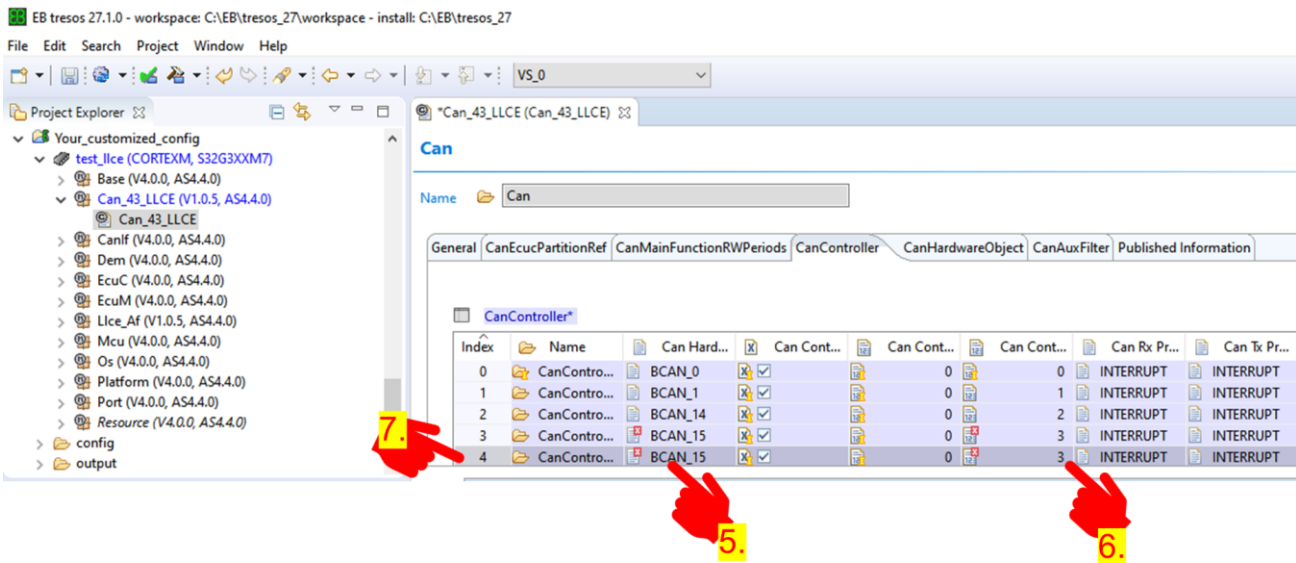 EB tresos 27.1.0 - workspace: C:\EB\tresos_27\workspace - install: C:\EB\tresos_27
File Edit Search Project Window Help
VS_0
Project Explorer
Your_customized_config
test_llce (CORTEXM, S32G3XXM7)
Base (V4.0.0, AS4.4.0)
Can_43_LLCE (V1.0.5, AS4.4.0)
Can_43_LLCE
CanIf (V4.0.0, AS4.4.0)
Dem (V4.0.0, AS4.4.0)
EcuC (V4.0.0, AS4.4.0)
EcuM (V4.0.0, AS4.4.0)
Llce_Af (V1.0.5, AS4.4.0)
Mcu (V4.0.0, AS4.4.0)
Os (V4.0.0, AS4.4.0)
Platform (V4.0.0, AS4.4.0)
Port (V4.0.0, AS4.4.0)
Resource (V4.0.0, AS4.4.0)
config
output
*Can_43_LLCE (Can_43_LLCE)
Can
Name Can
General CanEcucPartitionRef CanMainFunctionRWPeriods CanController CanHardwareObject CanAuxFilter Published Information
CanController*
Index Name Can Hard... Can Cont... Can Cont... Can Cont... Can Rx Pr... Can Tx Pr...
0 CanContro... BCAN_0 0 0 INTERRUPT INTERRUPT
1 CanContro... BCAN_1 0 1 INTERRUPT INTERRUPT
2 CanContro... BCAN_14 0 2 INTERRUPT INTERRUPT
3 CanContro... BCAN_15 0 3 INTERRUPT INTERRUPT
4 CanContro... BCAN_15 0 3 INTERRUPT INTERRUPT
7.
5.
6.